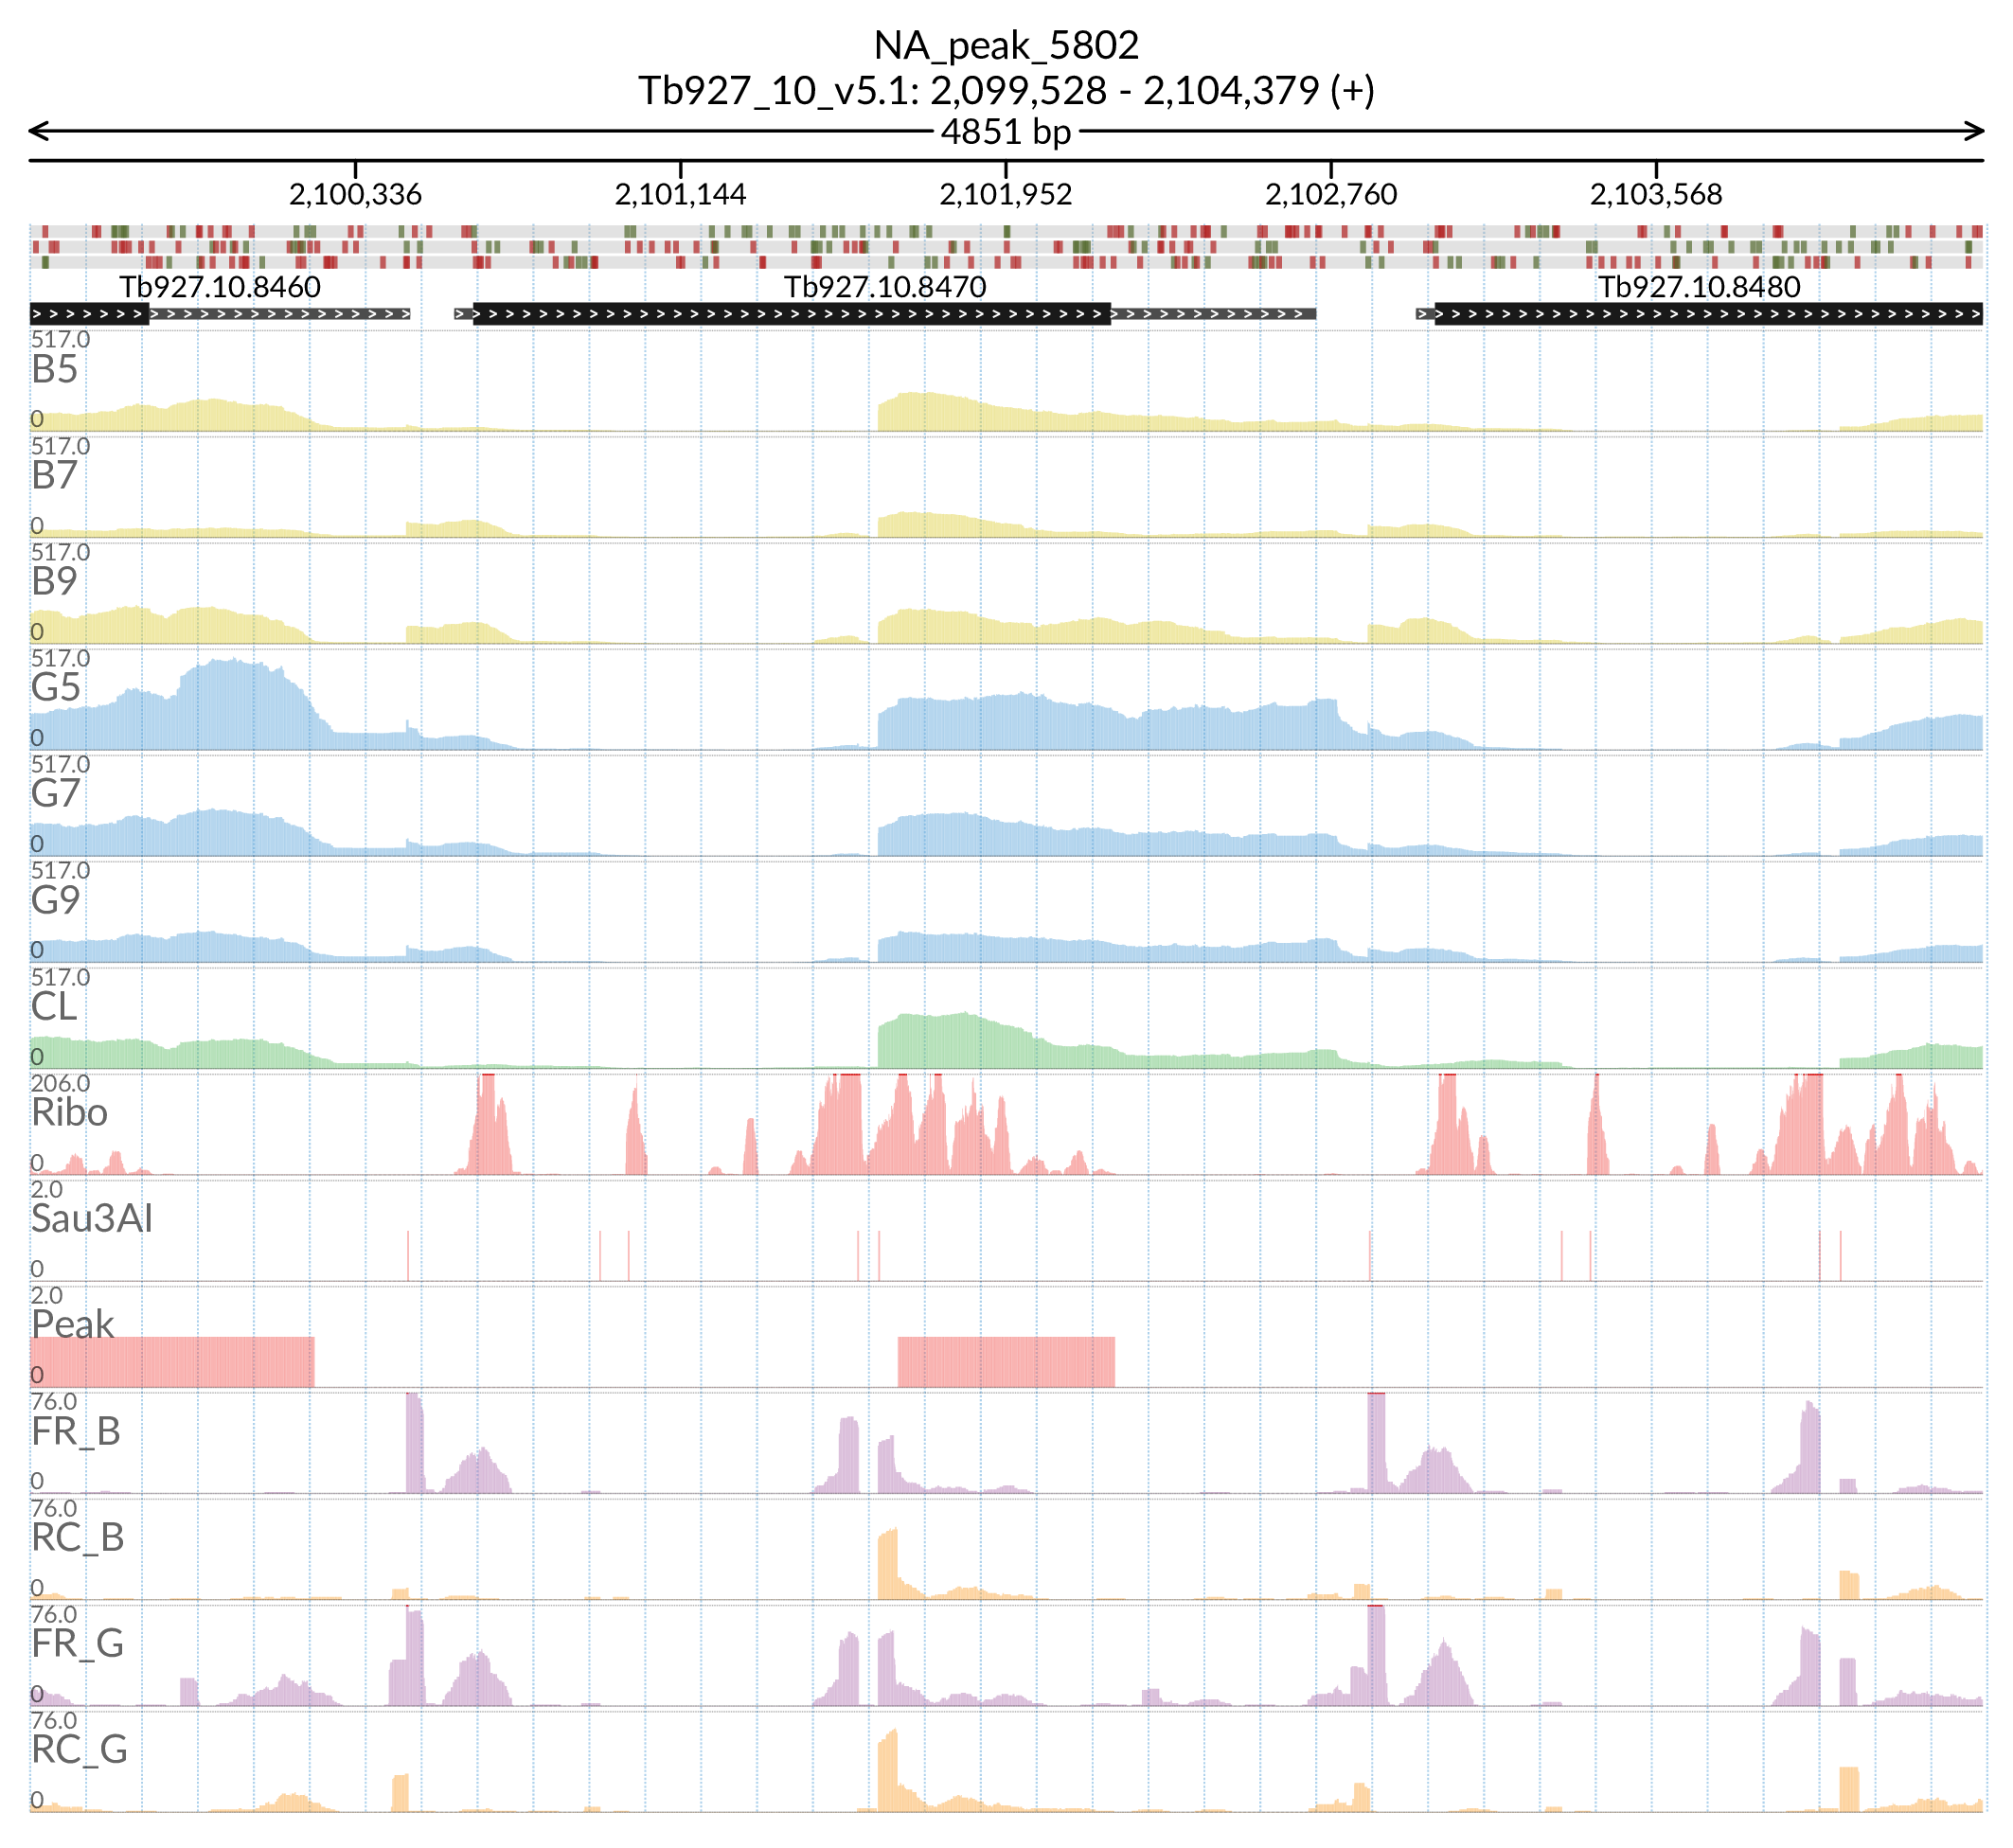 NA_peak_5802
Tb927_10_v5.1: 2,099,528 - 2,104,379 (+)
4851 bp
2,100,336 2,101,144 2,101,952 2,102,760 2,103,568
Tb927.10.8460 Tb927.10.8470 Tb927.10.8480
517.0
B5
0
517.0
B7
0
517.0
B9
0
517.0
G5
0
517.0
G7
0
517.0
G9
0
517.0
CL
0
206.0
Ribo
0
2.0
Sau3AI
0
2.0
Peak
0
76.0
FR_B
0
76.0
RC_B
0
76.0
FR_G
0
76.0
RC_G
0